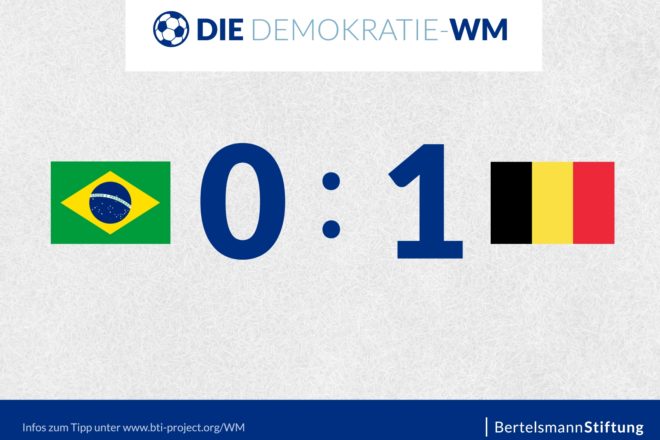 DIE DEMOKRATIE-WM
0 : 1
Infos zum Tipp unter www.bti-project.org/WM
BertelsmannStiftung